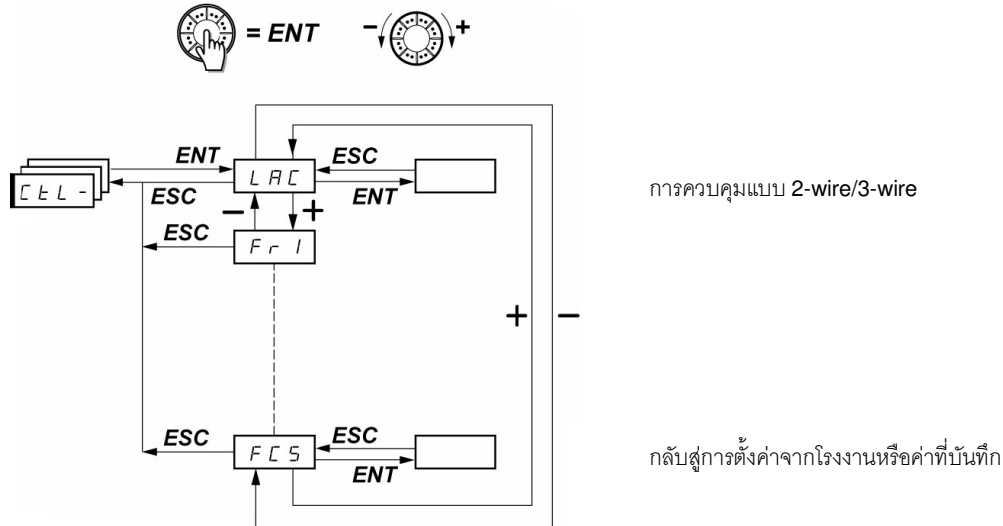 = ENT
- +
ENT
ESC
CtL-
LAC
ESC
ENT
การควบคุมแบบ 2-wire/3-wire
- +
ESC
Fr1
+ -
ESC
FCS
ESC
ENT
กลับสู่การตั้งค่าจากโรงงานหรือค่าที่บันทึก